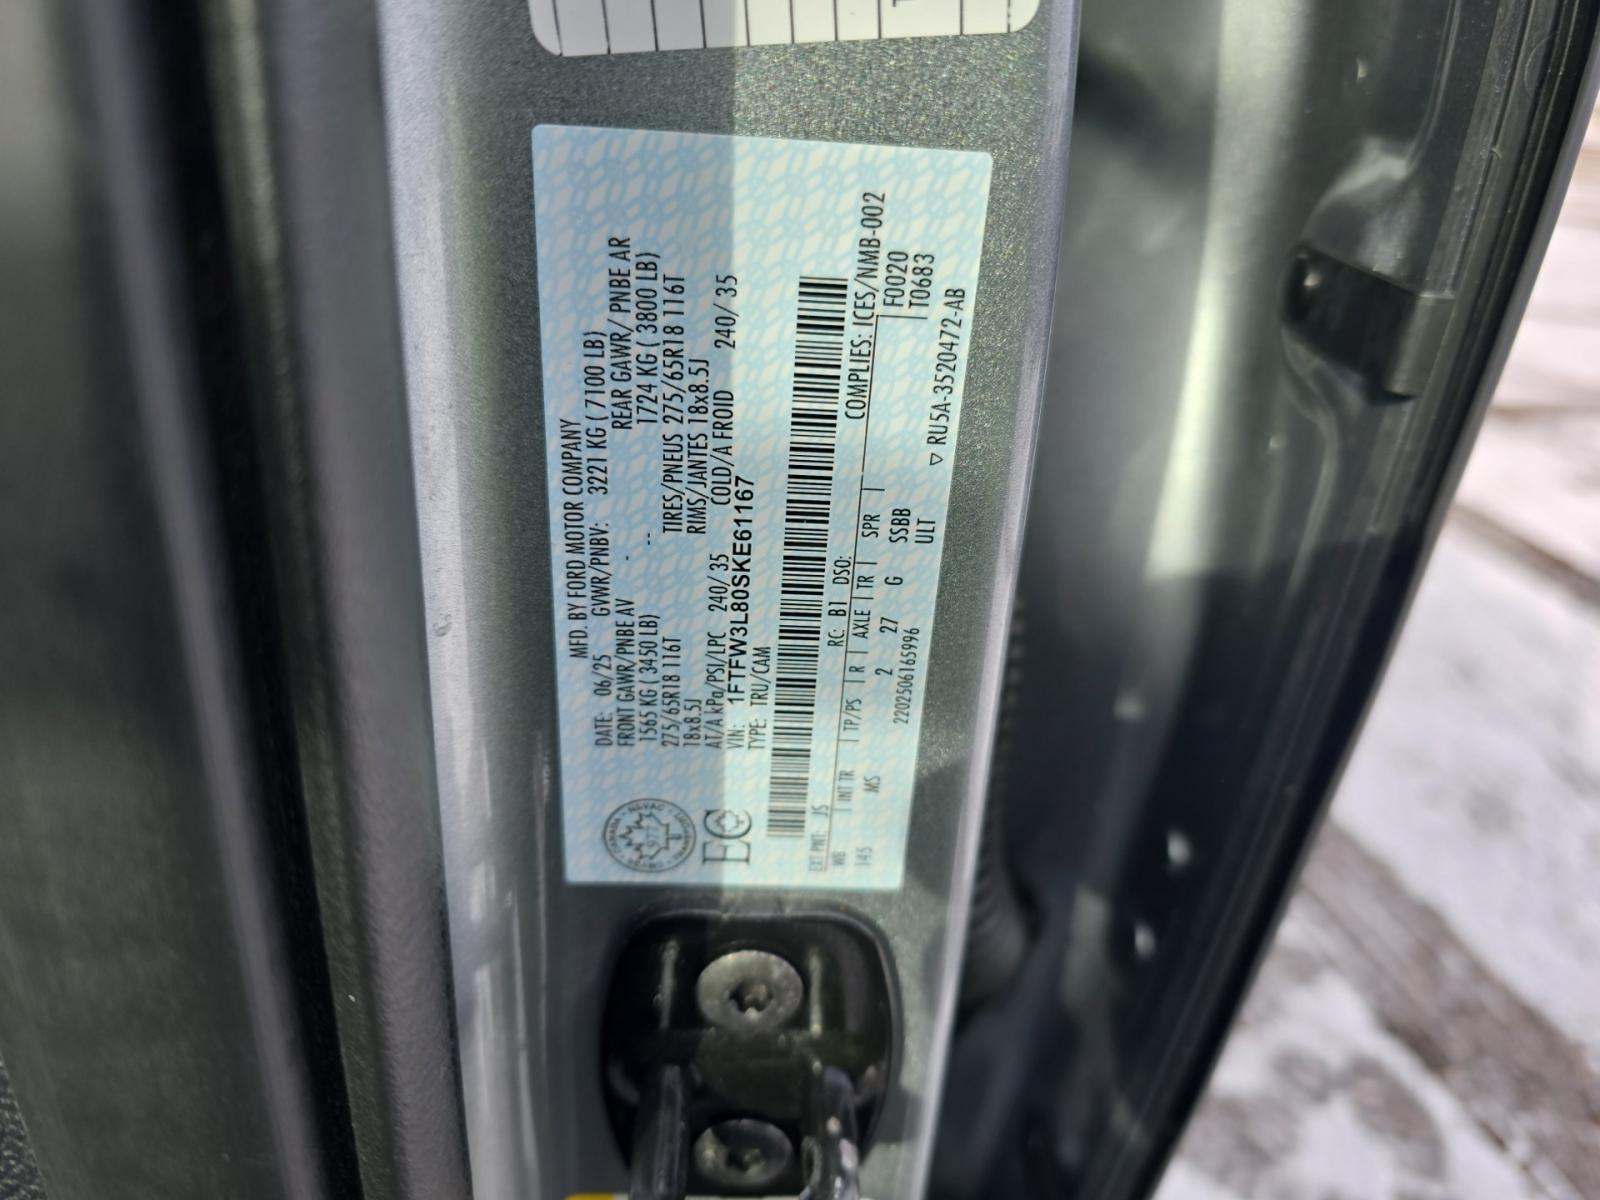 MFD. BY FORD MOTOR COMPANY
DATE: 06/25 GVWR/PNBV: 3221 KG ( 7100 LB)
FRONT GAWR/PNBE AV - REAR GAWR/ PNBE AR
1565 KG ( 3450 LB) -- 1724 KG ( 3800 LB)
275/65R18 116T TIRES/PNEUS 275/65R18 116T
18x8.5J RIMS/JANTES 18x8.5J
AT/A kPa/PSI/LPC 240/ 35 COLD/A FROID 240/ 35
VIN: 1FTFW3L80SKE61167
TYPE: TRU/CAM
EC
EXT PNT: JS RC: B1 DSO: COMPLIES: ICES/NMB-002
WB | INT TR | TP/PS | R | AXLE | TR | SPR | F0020
145 MS 2 27 G SSBB T0683
220250616596 ULT
▽ RU5A-3520472-AB